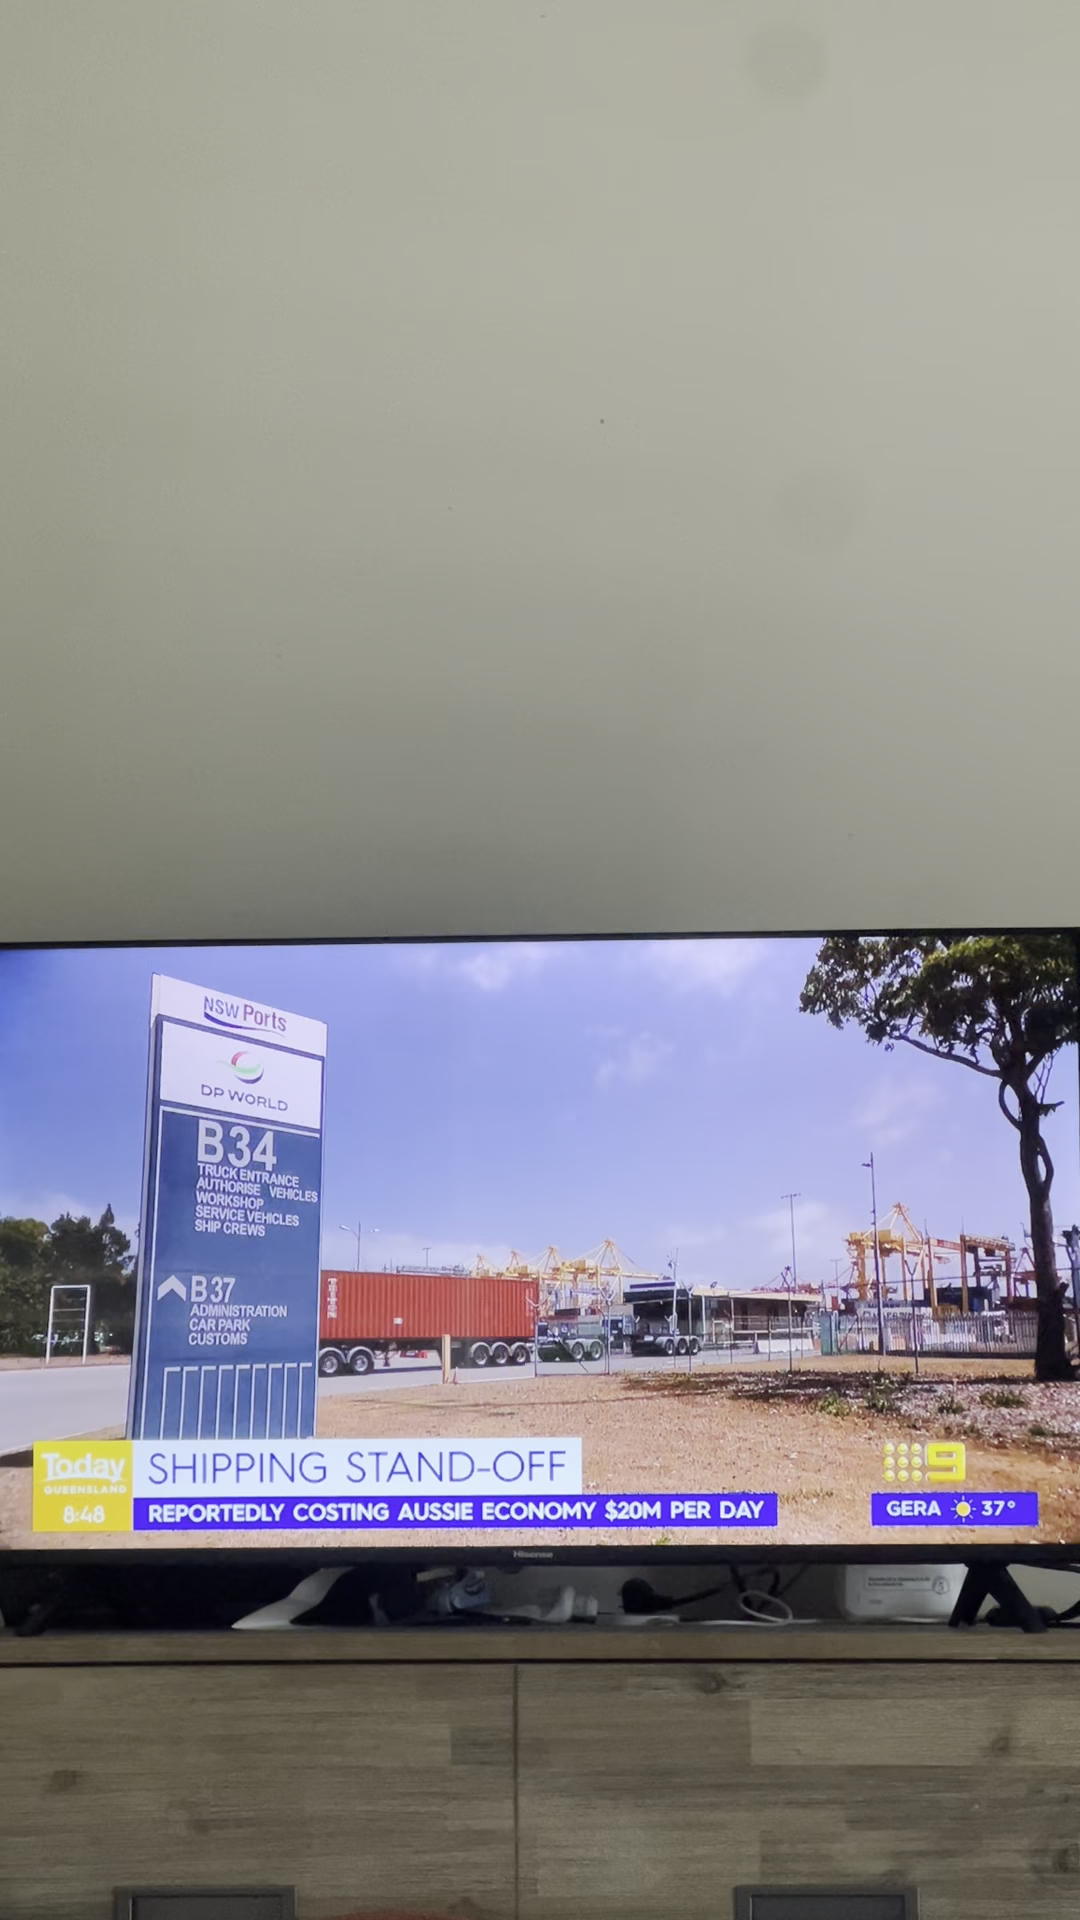 NSW Ports
DP WORLD
B34
TRUCK ENTRANCE
AUTHORISE VEHICLES
WORKSHOP
SERVICE VEHICLES
SHIP CREWS
B37
ADMINISTRATION
CAR PARK
CUSTOMS
TRITON
Today
QUEENSLAND
8:48
SHIPPING STAND-OFF
REPORTEDLY COSTING AUSSIE ECONOMY $20M PER DAY
9
GERA 37°
Hisense